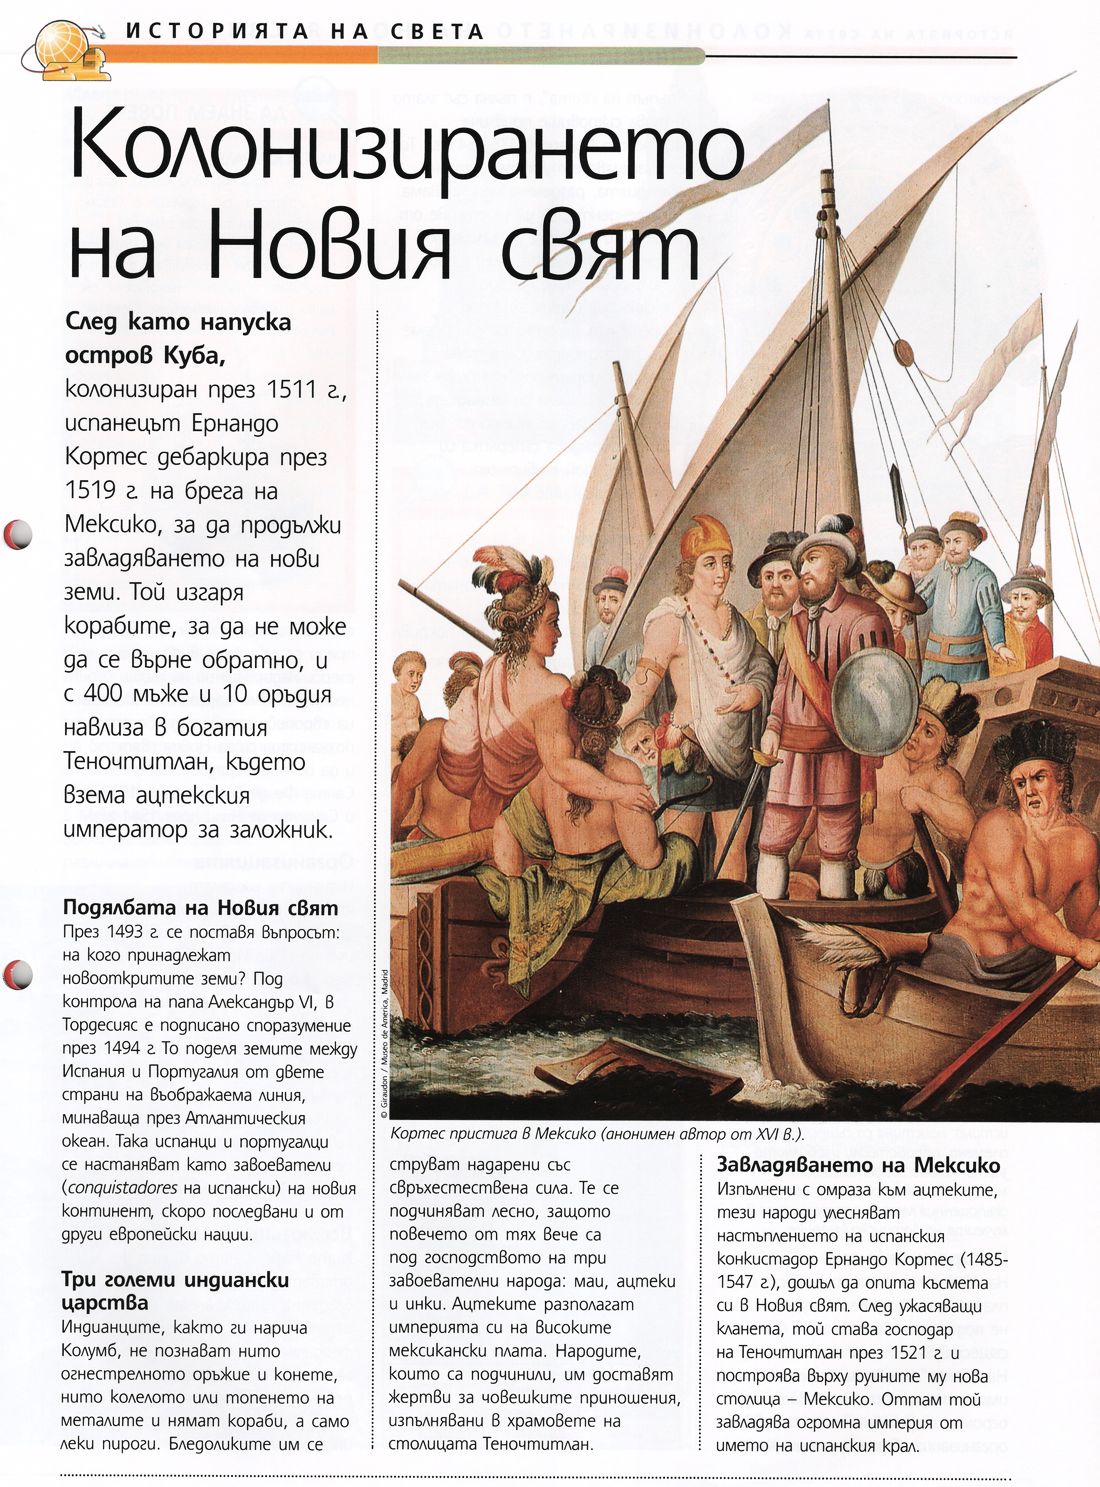 ИСТОРИЯТА НА СВЕТА
Колонизирането
на Новия свят
След като напуска
остров Куба,
колонизиран през 1511 г.,
испанецът Ернандо
Кортес дебаркира през
1519 г. на брега на
Мексико, за да продължи
завладяването на нови
земи. Той изгаря
корабите, за да не може
да се върне обратно, и
с 400 мъже и 10 оръдия
навлиза в богатия
Теночтитлан, където
взема ацтекския
император за заложник.
Подялбата на Новия свят
През 1493 г. се поставя въпросът:
на кого принадлежат
новооткритите земи? Под
контрола на папа Александър VI, в
Тордесияс е подписано споразумение
през 1494 г. То поделя земите между
Испания и Португалия от двете
страни на въображаема линия,
минаваща през Атлантическия
океан. Така испанци и португалци
се настаняват като завоеватели
(conquistadores на испански) на новия
континент, скоро последвани и от
други европейски нации.
Три големи индиански
царства
Индианците, както ги нарича
Колумб, не познават нито
огнестрелното оръжие и конете,
нито колелото или топенето на
металите и нямат кораби, а само
леки пироги. Бледоликите им се
© Giraudon / Museo de America, Madrid
Кортес пристига в Мексико (анонимен автор от XVI в.).
струват надарени със
свръхестествена сила. Те се
подчиняват лесно, защото
повечето от тях вече са
под господството на три
завоевателни народа: маи, ацтеки
и инки. Ацтеките разполагат
империята си на високите
мексикански плата. Народите,
които са подчинили, им доставят
жертви за човешките приношения,
изпълнявани в храмовете на
столицата Теночтитлан.
Завладяването на Мексико
Изпълнени с омраза към ацтеките,
тези народи улесняват
настъплението на испанския
конкистадор Ернандо Кортес (1485-
1547 г.), дошъл да опита късмета
си в Новия свят. След ужасяващи
кланета, той става господар
на Теночтитлан през 1521 г. и
построява върху руините му нова
столица – Мексико. Оттам той
завладява огромна империя от
името на испанския крал.